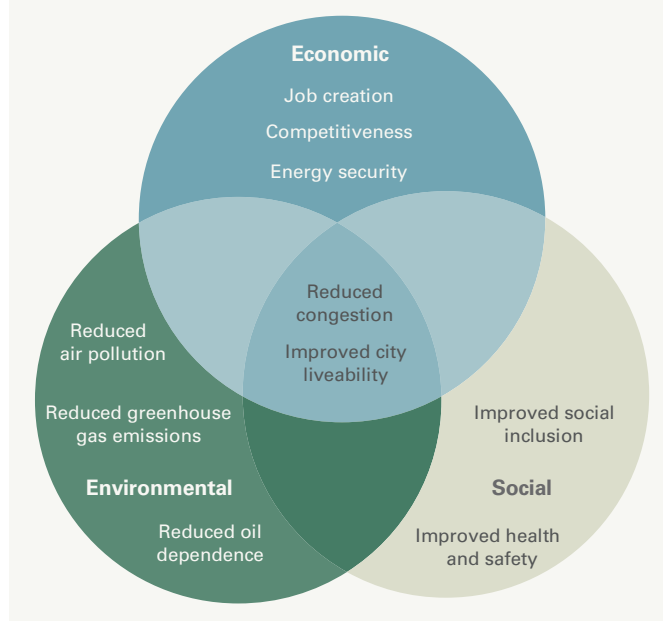 Economic
Job creation
Competitiveness
Energy security
Reduced
congestion
Improved city
liveability
Reduced
air pollution
Reduced greenhouse
gas emissions
Environmental
Reduced oil
dependence
Improved social
inclusion
Social
Improved health
and safety